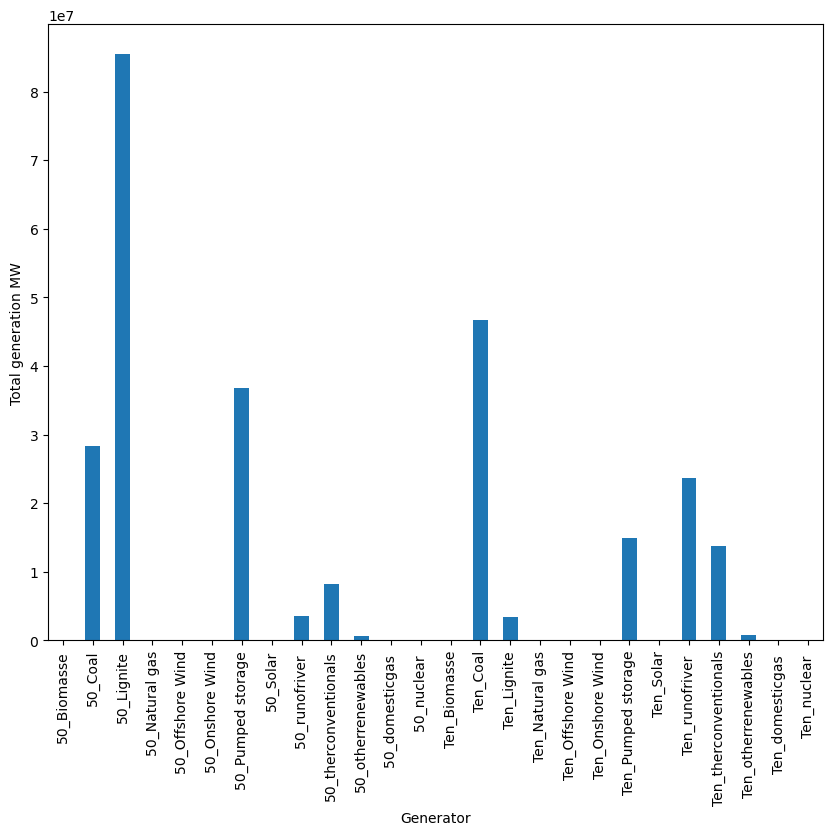 1e7
Total generation MW
8
7
6
5
4
3
2
1
0
50_Biomasse
50_Coal
50_Lignite
50_Natural gas
50_Offshore Wind
50_Onshore Wind
50_Pumped storage
50_Solar
50_runofriver
50_therconventionals
50_otherrenewables
50_domesticgas
50_nuclear
Ten_Biomasse
Ten_Coal
Ten_Lignite
Ten_Natural gas
Ten_Offshore Wind
Ten_Onshore Wind
Ten_Pumped storage
Ten_Solar
Ten_runofriver
Ten_therconventionals
Ten_otherrenewables
Ten_domesticgas
Ten_nuclear
Generator